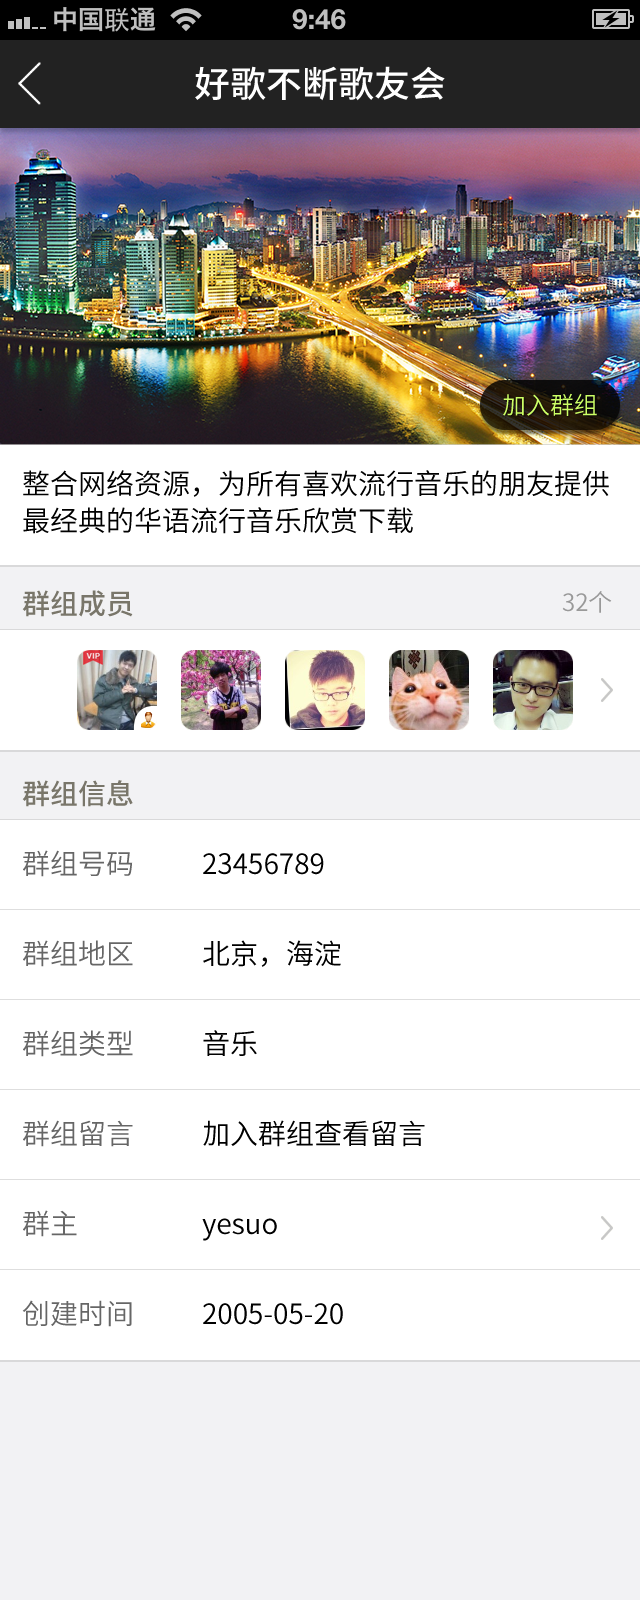 中国联通 9:46
好歌不断歌友会
加入群组
整合网络资源，为所有喜欢流行音乐的朋友提供
最经典的华语流行音乐欣赏下载
群组成员 32个
VIP
群组信息
群组号码 23456789
群组地区 北京，海淀
群组类型 音乐
群组留言 加入群组查看留言
群主 yesuo
创建时间 2005-05-20